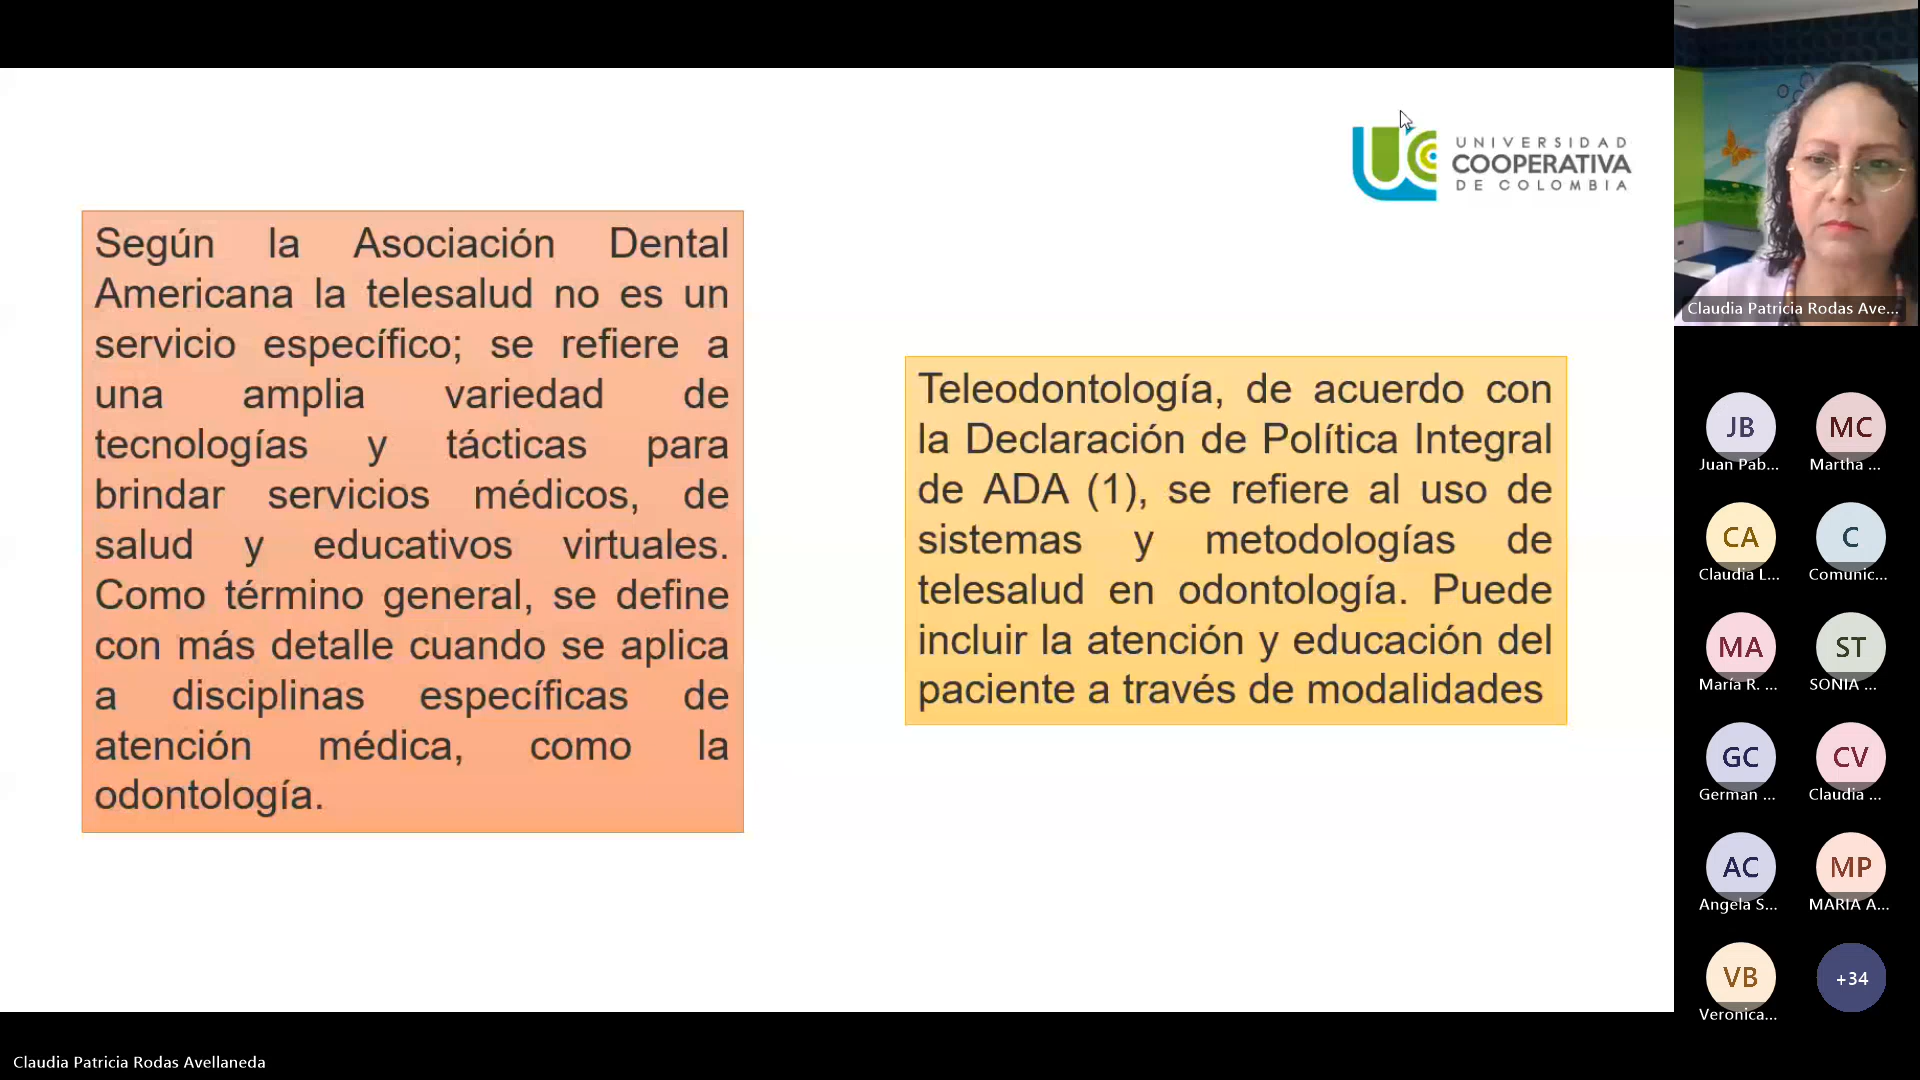 UNIVERSIDAD
COOPERATIVA
DE COLOMBIA
Según la Asociación Dental
Americana la telesalud no es un
servicio específico; se refiere a
una amplia variedad de
tecnologías y tácticas para
brindar servicios médicos, de
salud y educativos virtuales.
Como término general, se define
con más detalle cuando se aplica
a disciplinas específicas de
atención médica, como la
odontología.
Teleodontología, de acuerdo con
la Declaración de Política Integral
de ADA (1), se refiere al uso de
sistemas y metodologías de
telesalud en odontología. Puede
incluir la atención y educación del
paciente a través de modalidades
Claudia Patricia Rodas Ave...
JB
Juan Pab...
MC
Martha ...
CA
Claudia L...
C
Comunic...
MA
María R. ...
ST
SONIA ...
GC
German ...
CV
Claudia ...
AC
Angela S...
MP
MARIA A...
VB
Veronica...
+34
Claudia Patricia Rodas Avellaneda